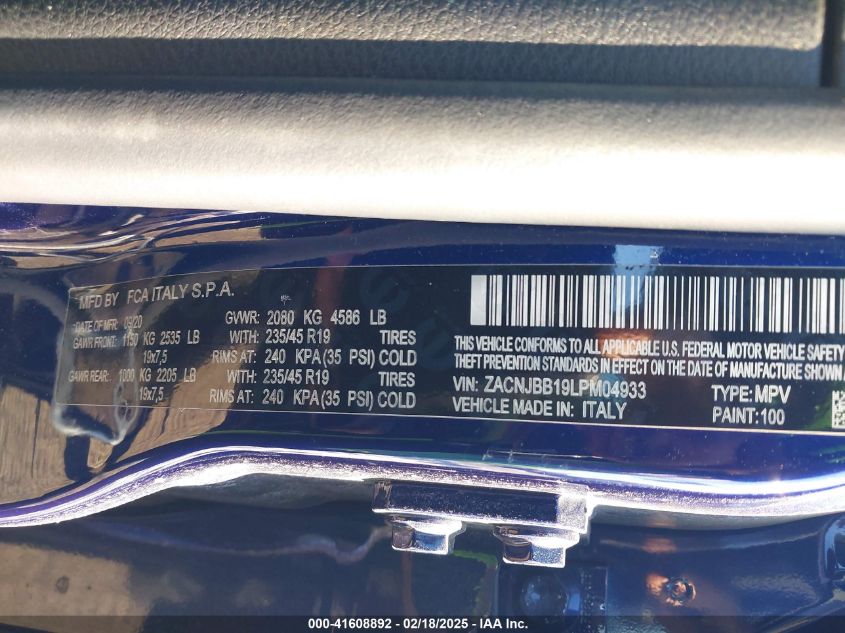 MFD BY FCA ITALY S.P.A.
DATE OF MFR 09/20 GVWR: 2080 KG 4586 LB
GAWR FRONT: 1150 KG 2535 LB WITH: 235/45 R19 TIRES
19x7,5 RIMS AT: 240 KPA(35 PSI) COLD
GAWR REAR: 1000 KG 2205 LB WITH: 235/45 R19 TIRES
19x7,5 RIMS AT: 240 KPA(35 PSI) COLD
THIS VEHICLE CONFORMS TO ALL APPLICABLE U.S. FEDERAL MOTOR VEHICLE SAFETY
THEFT PREVENTION STANDARDS IN EFFECT ON THE DATE OF MANUFACTURE SH
VIN: ZACNJBB19LPM04933 TYPE: MPV
VEHICLE MADE IN: ITALY PAINT: 100
000-41608892 - 02/18/2025 - IAA Inc.